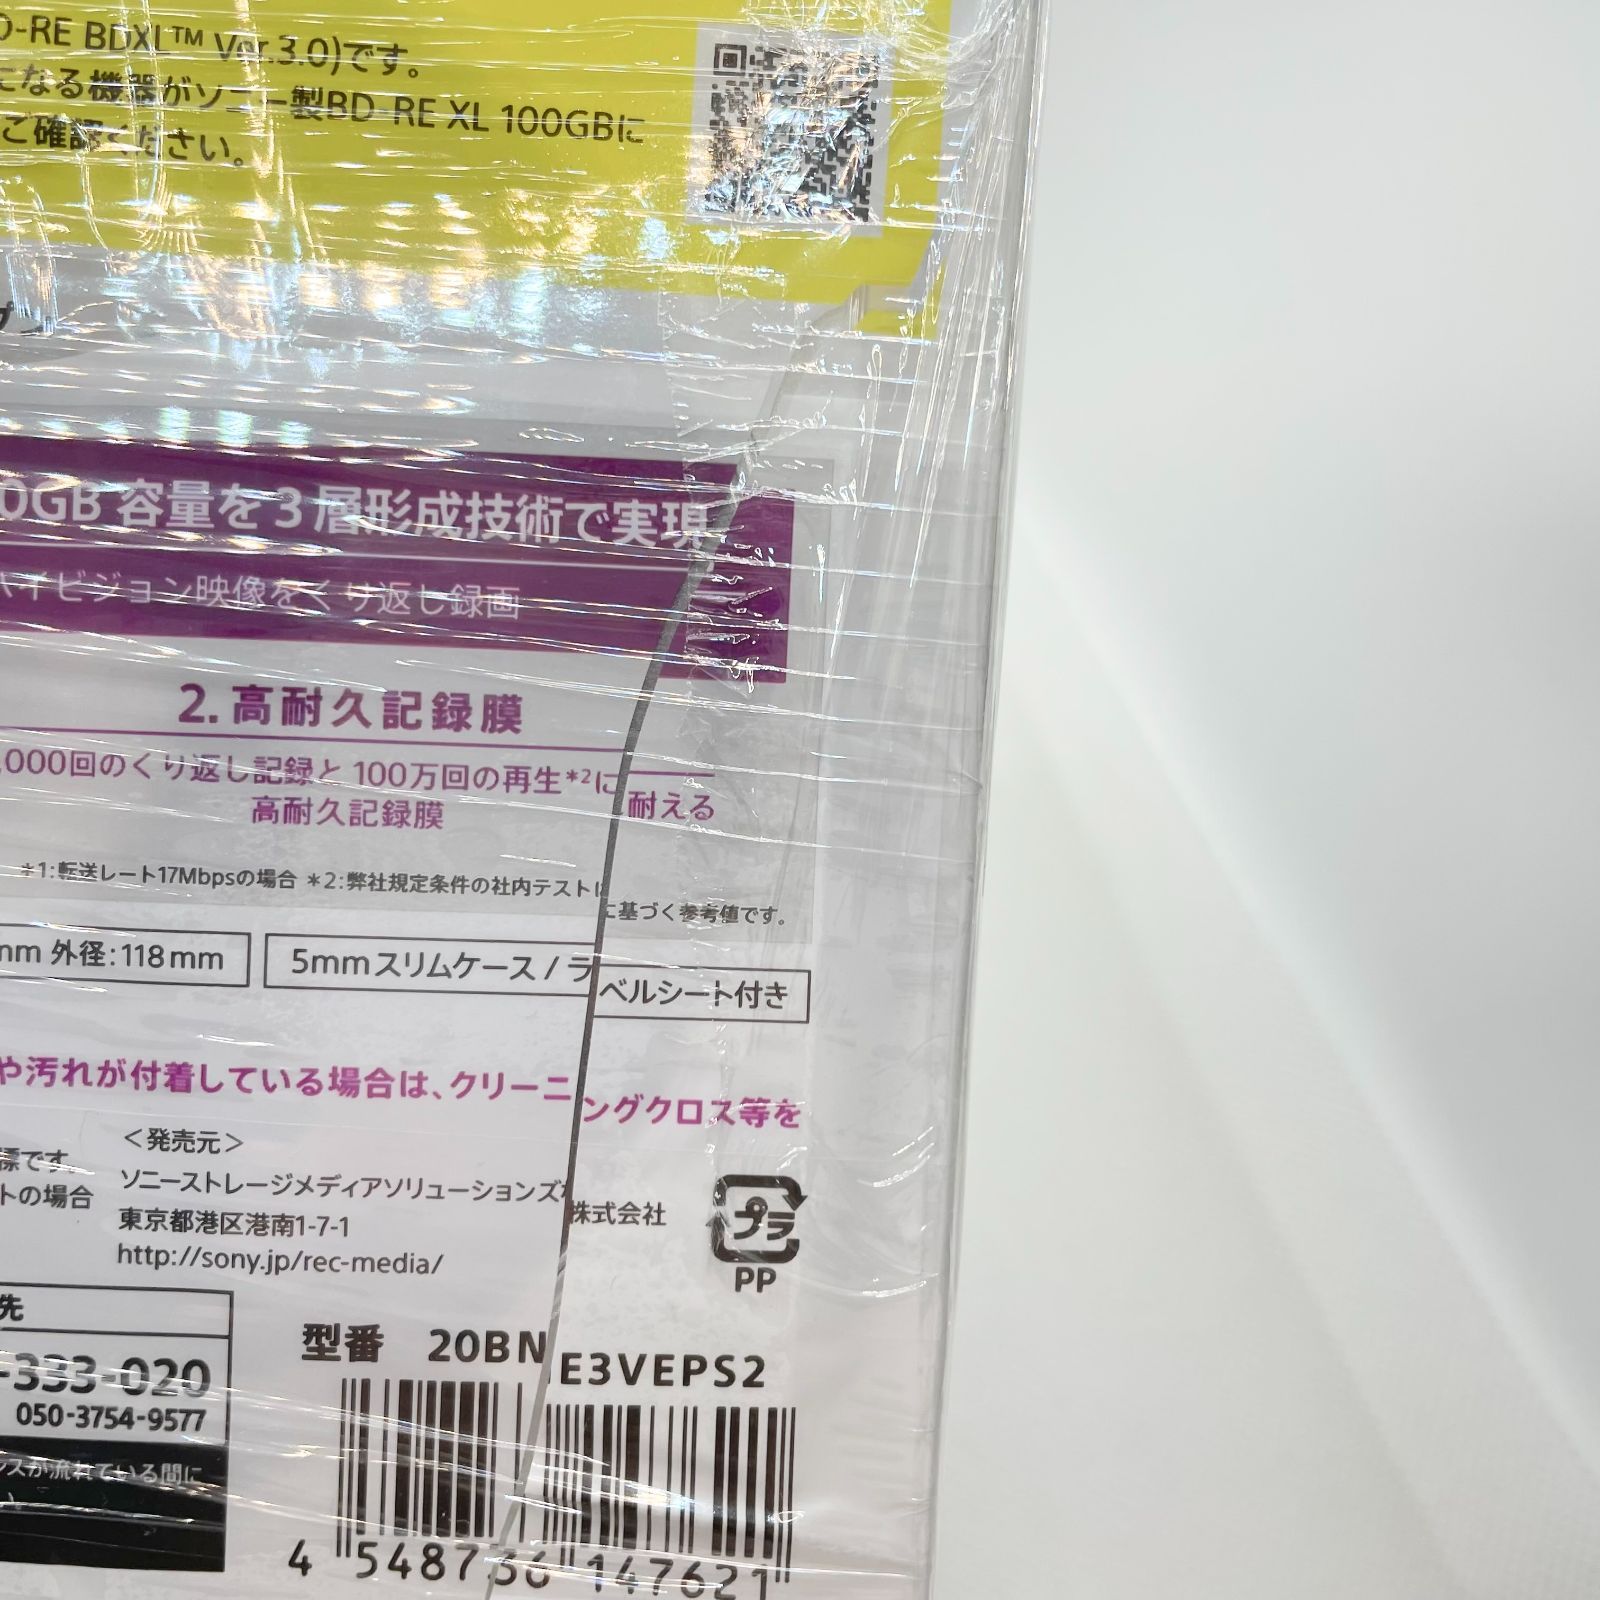 D-RE BDXL™ Ver.3.0)です。
になる機器がソニー製BD-RE XL 100GBに
ご確認ください。
プ
0GB 容量を3層形成技術で実現
ハイビジョン映像をくり返し録画
2. 高耐久記録膜
,000回のくり返し記録と100万回の再生*2に耐える
高耐久記録膜
*1:転送レート17Mbpsの場合 *2:弊社規定条件の社内テストに基づく参考値です。
mm 外径:118mm
5mmスリムケース / ラベルシート付き
や汚れが付着している場合は、クリーニングクロス等を
標です。
トの場合
<発売元>
ソニーストレージメディアソリューションズ株式会社
東京都港区港南1-7-1
http://sony.jp/rec-media/
プラ
PP
先
-333-020
050-3754-9577
ンスが流れている間に
型番 20BNE3VEPS2
4 548736 147621